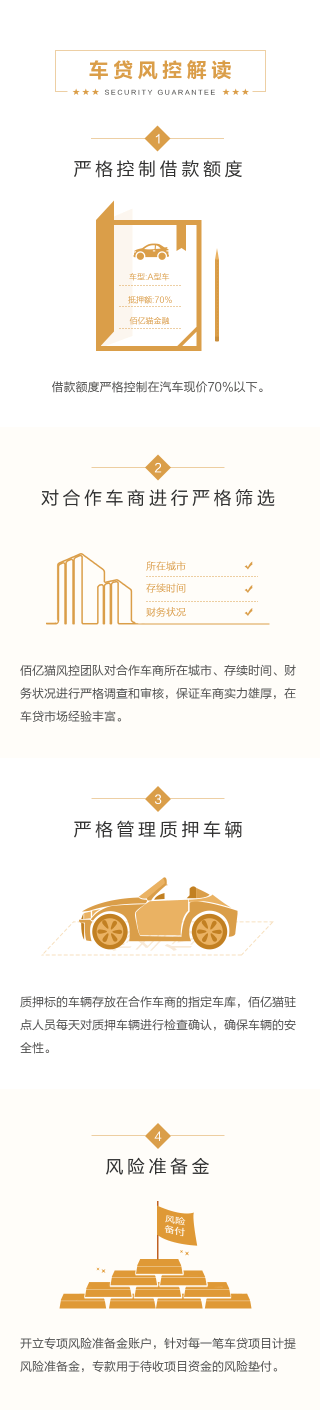 车贷风控解读
SECURITY GUARANTEE
1
严格控制借款额度
车型:A型车
抵押额 70%
佰亿猫金融
借款额度严格控制在汽车现价70%以下。
2
对合作车商进行严格筛选
所在城市
存续时间
财务状况
佰亿猫风控团队对合作车商所在城市、存续时间、财
务状况进行严格调查和审核，保证车商实力雄厚，在
车贷市场经验丰富。
3
严格管理质押车辆
质押标的车辆存放在合作车商的指定车库，佰亿猫驻
点人员每天对质押车辆进行检查确认，确保车辆的安
全性。
4
风险准备金
风险
备付
开立专项风险准备金账户，针对每一笔车贷项目计提
风险准备金，专款用于待收项目资金的风险垫付。